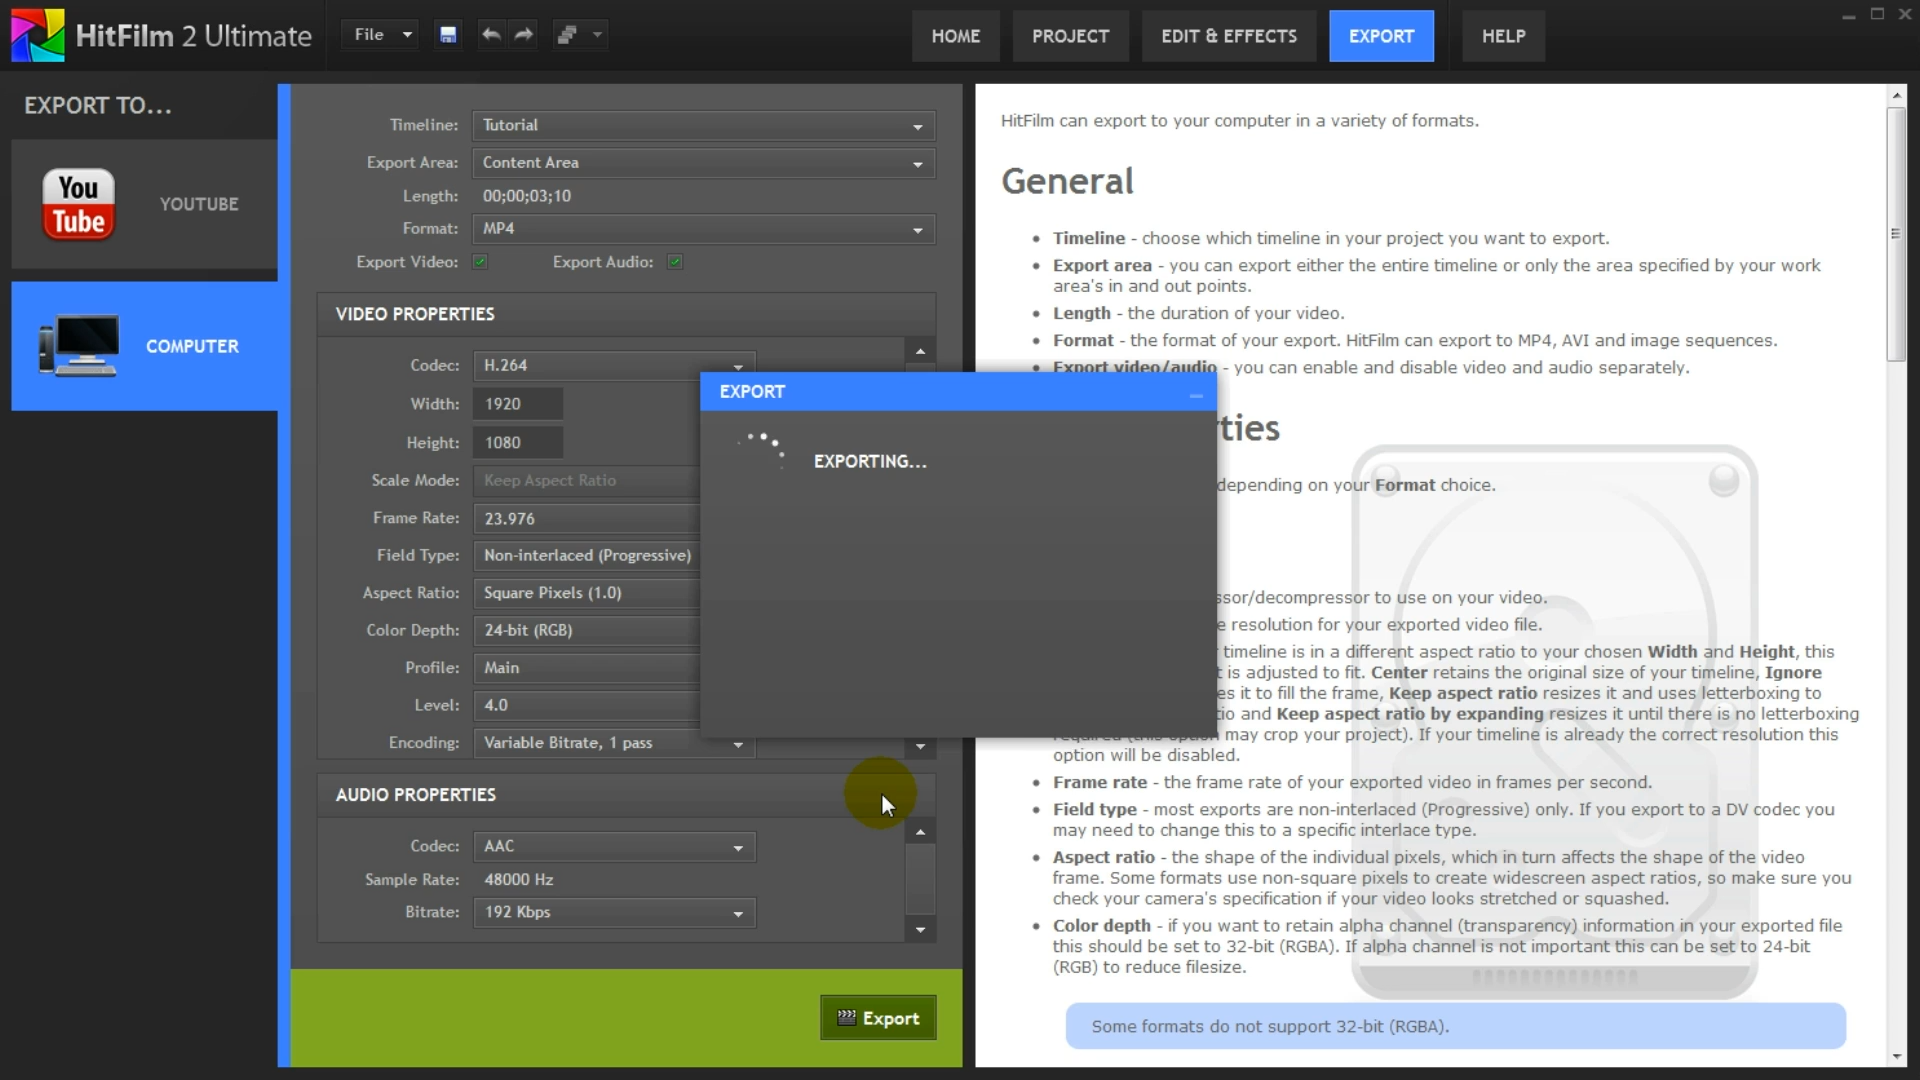 HitFilm 2 Ultimate
File
HOME
PROJECT
EDIT & EFFECTS
EXPORT
HELP
EXPORT TO...
You
Tube
YOUTUBE
COMPUTER
Timeline: Tutorial
Export Area: Content Area
Length: 00;00;03;10
Format: MP4
Export Video: Export Audio:
VIDEO PROPERTIES
Codec: H.264
Width: 1920
Height: 1080
Scale Mode: Keep Aspect Ratio
Frame Rate: 23.976
Field Type: Non-interlaced (Progressive)
Aspect Ratio: Square Pixels (1.0)
Color Depth: 24-bit (RGB)
Profile: Main
Level: 4.0
Encoding: Variable Bitrate, 1 pass
AUDIO PROPERTIES
Codec: AAC
Sample Rate: 48000 Hz
Bitrate: 192 Kbps
Export
EXPORT
EXPORTING...
HitFilm can export to your computer in a variety of formats.
General
• Timeline - choose which timeline in your project you want to export.
• Export area - you can export either the entire timeline or only the area specified by your work
area's in and out points.
• Length - the duration of your video.
• Format - the format of your export. HitFilm can export to MP4, AVI and image sequences.
• Export video/audio - you can enable and disable video and audio separately.
ties
depending on your Format choice.
ssor/decompressor to use on your video.
e resolution for your exported video file.
timeline is in a different aspect ratio to your chosen Width and Height, this
t is adjusted to fit. Center retains the original size of your timeline, Ignore
es it to fill the frame, Keep aspect ratio resizes it and uses letterboxing to
tio and Keep aspect ratio by expanding resizes it until there is no letterboxing
required (this option may crop your project). If your timeline is already the correct resolution this
option will be disabled.
• Frame rate - the frame rate of your exported video in frames per second.
• Field type - most exports are non-interlaced (Progressive) only. If you export to a DV codec you
may need to change this to a specific interlace type.
• Aspect ratio - the shape of the individual pixels, which in turn affects the shape of the video
frame. Some formats use non-square pixels to create widescreen aspect ratios, so make sure you
check your camera's specification if your video looks stretched or squashed.
• Color depth - if you want to retain alpha channel (transparency) information in your exported file
this should be set to 32-bit (RGBA). If alpha channel is not important this can be set to 24-bit
(RGB) to reduce filesize.
Some formats do not support 32-bit (RGBA).